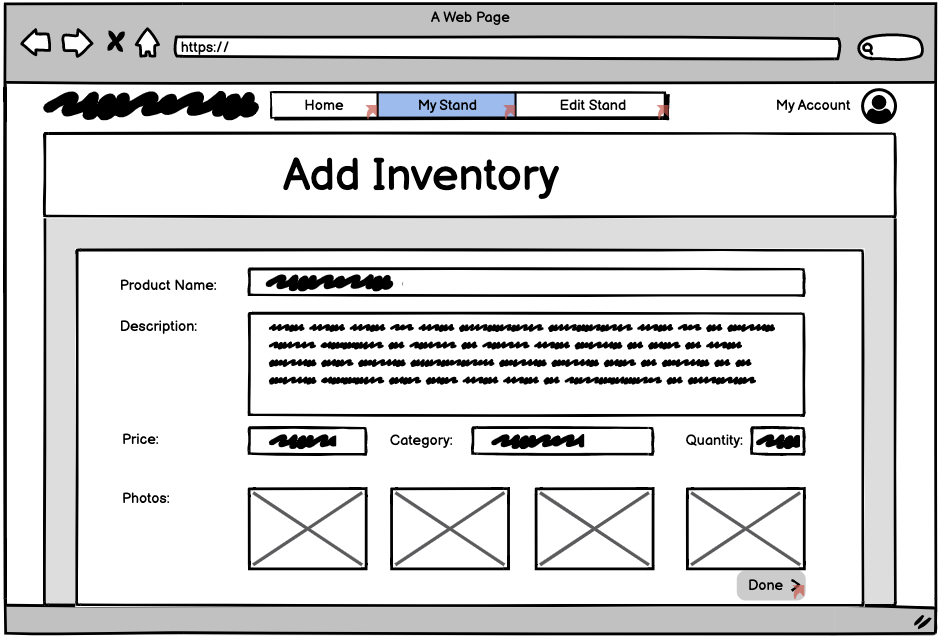 A Web Page
https://
Home My Stand Edit Stand My Account
Add Inventory
Product Name:
Description:
Price: Category: Quantity:
Photos:
Done >